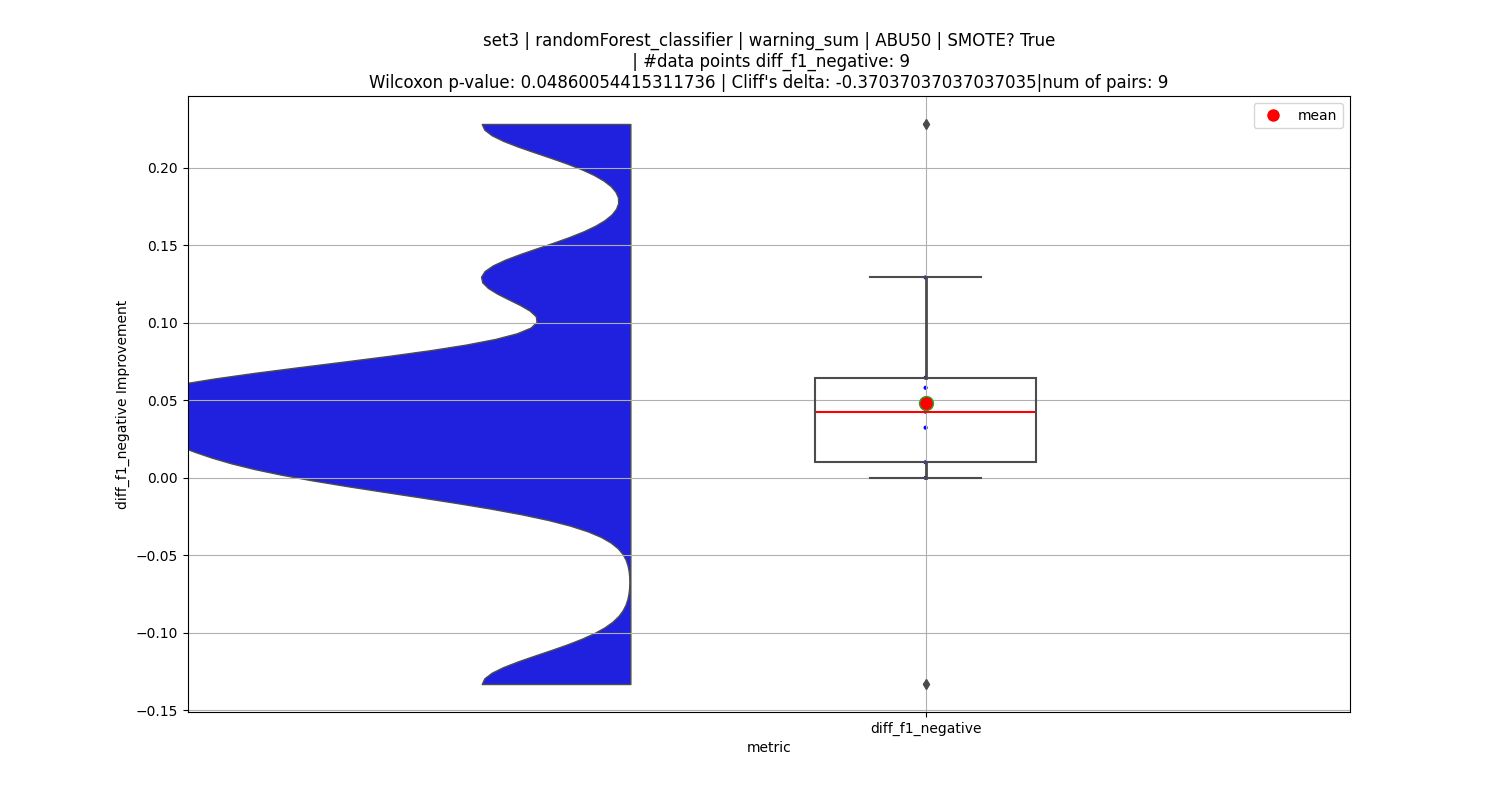 set3 | randomForest_classifier | warning_sum | ABU50 | SMOTE? True
| #data points diff_f1_negative: 9
Wilcoxon p-value: 0.04860054415311736 | Cliff's delta: -0.37037037037037035|num of pairs: 9
mean
0.20
0.15
0.10
0.05
0.00
−0.05
−0.10
−0.15
diff_f1_negative Improvement
diff_f1_negative
metric